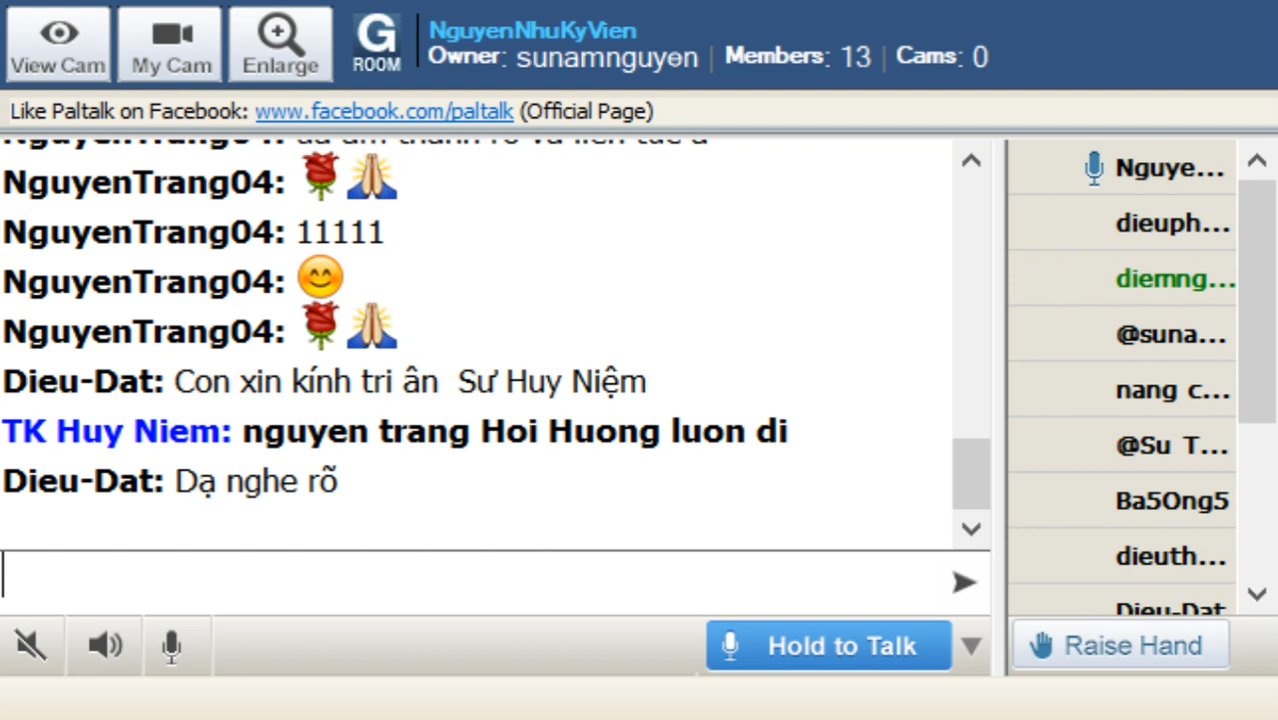 View Cam
My Cam
Enlarge
G
ROOM
NguyenNhuKyVien
Owner: sunamnguyen | Members: 13 | Cams: 0
Like Paltalk on Facebook: www.facebook.com/paltalk (Official Page)
NguyenTrang04: 🌹🙏
NguyenTrang04: 11111
NguyenTrang04: 😊
NguyenTrang04: 🌹🙏
Dieu-Dat: Con xin kính tri ân  Sư Huy Niệm
TK Huy Niem: nguyen trang Hoi Huong luon di
Dieu-Dat: Dạ nghe rõ
Nguye...
dieuph...
diemng...
@suna...
nang c...
@Su T...
Ba5Ong5
dieuth...
Dieu-Dat
Hold to Talk
Raise Hand